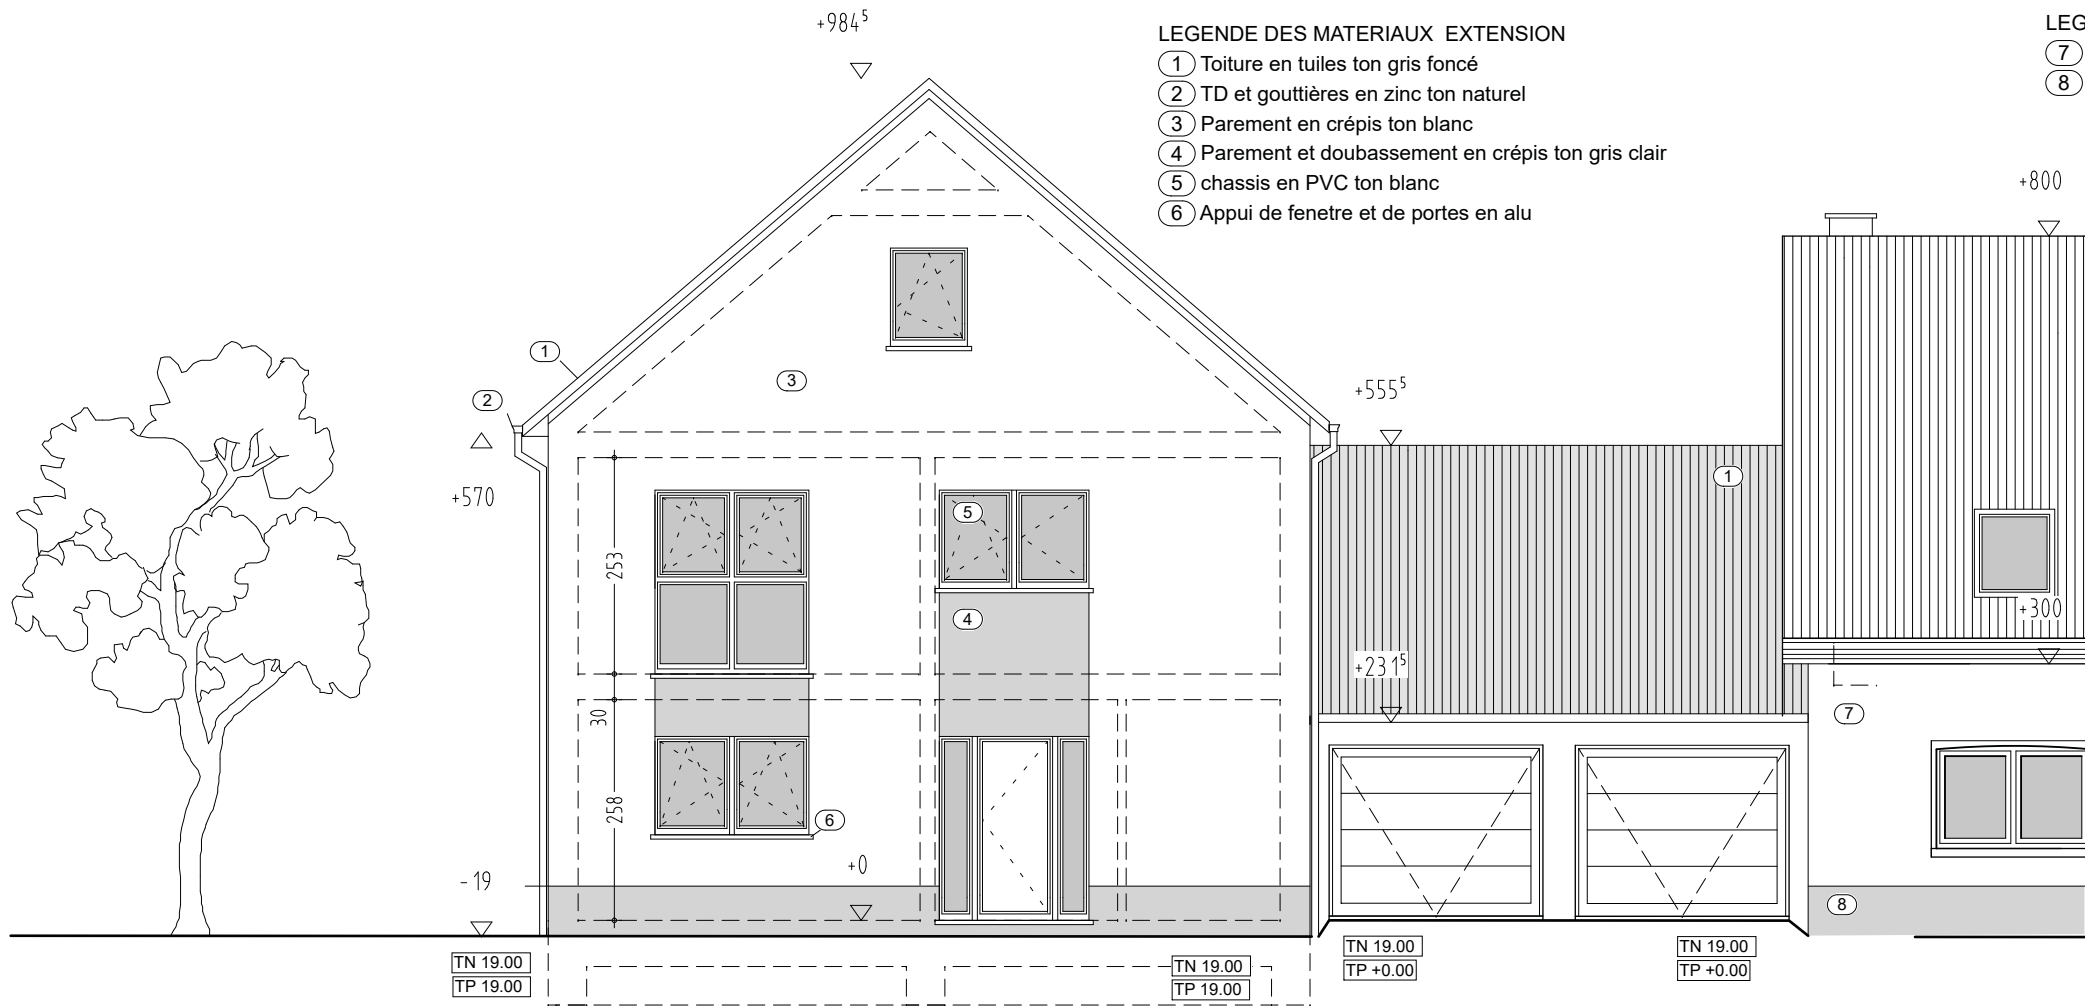 +984⁵
LEGENDE DES MATERIAUX EXTENSION
1 Toiture en tuiles ton gris foncé
2 TD et gouttières en zinc ton naturel
3 Parement en crépis ton blanc
4 Parement et doubassement en crépis ton gris clair
5 chassis en PVC ton blanc
6 Appui de fenetre et de portes en alu
LEG
7
8
+800
1
3
2
+555⁵
+570
1
5
253
4
+300
+231⁵
30
7
258
6
+0
-19
8
TN 19.00
TP 19.00
TN 19.00
TP 19.00
TN 19.00
TP +0.00
TN 19.00
TP +0.00